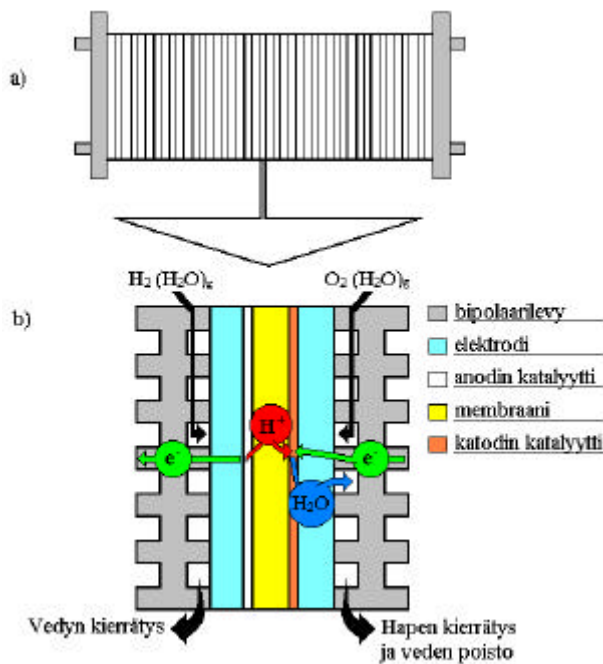 a)
H₂ (H₂O)g
O₂ (H₂O)g
b)
bipolaarilevy
elektrodi
anodin katalyytti
membraani
katodin katalyytti
H⁺
e⁻
e⁻
H₂O
Vedyn kierrätys
Hapen kierrätys
ja veden poisto